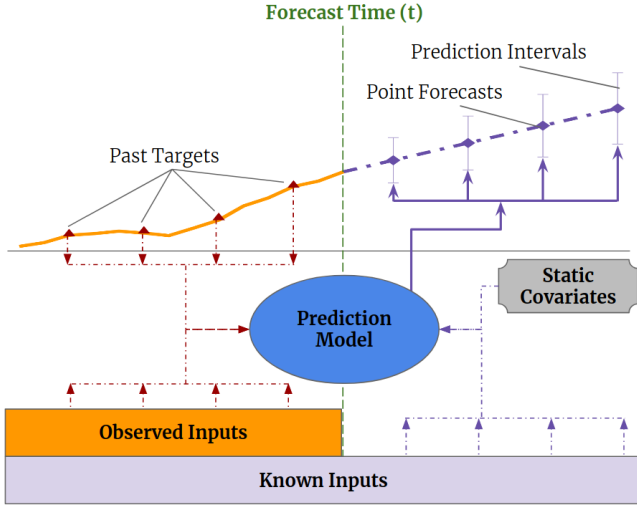 Forecast Time (t)
Prediction Intervals
Point Forecasts
Past Targets
Static
Covariates
Prediction
Model
Observed Inputs
Known Inputs